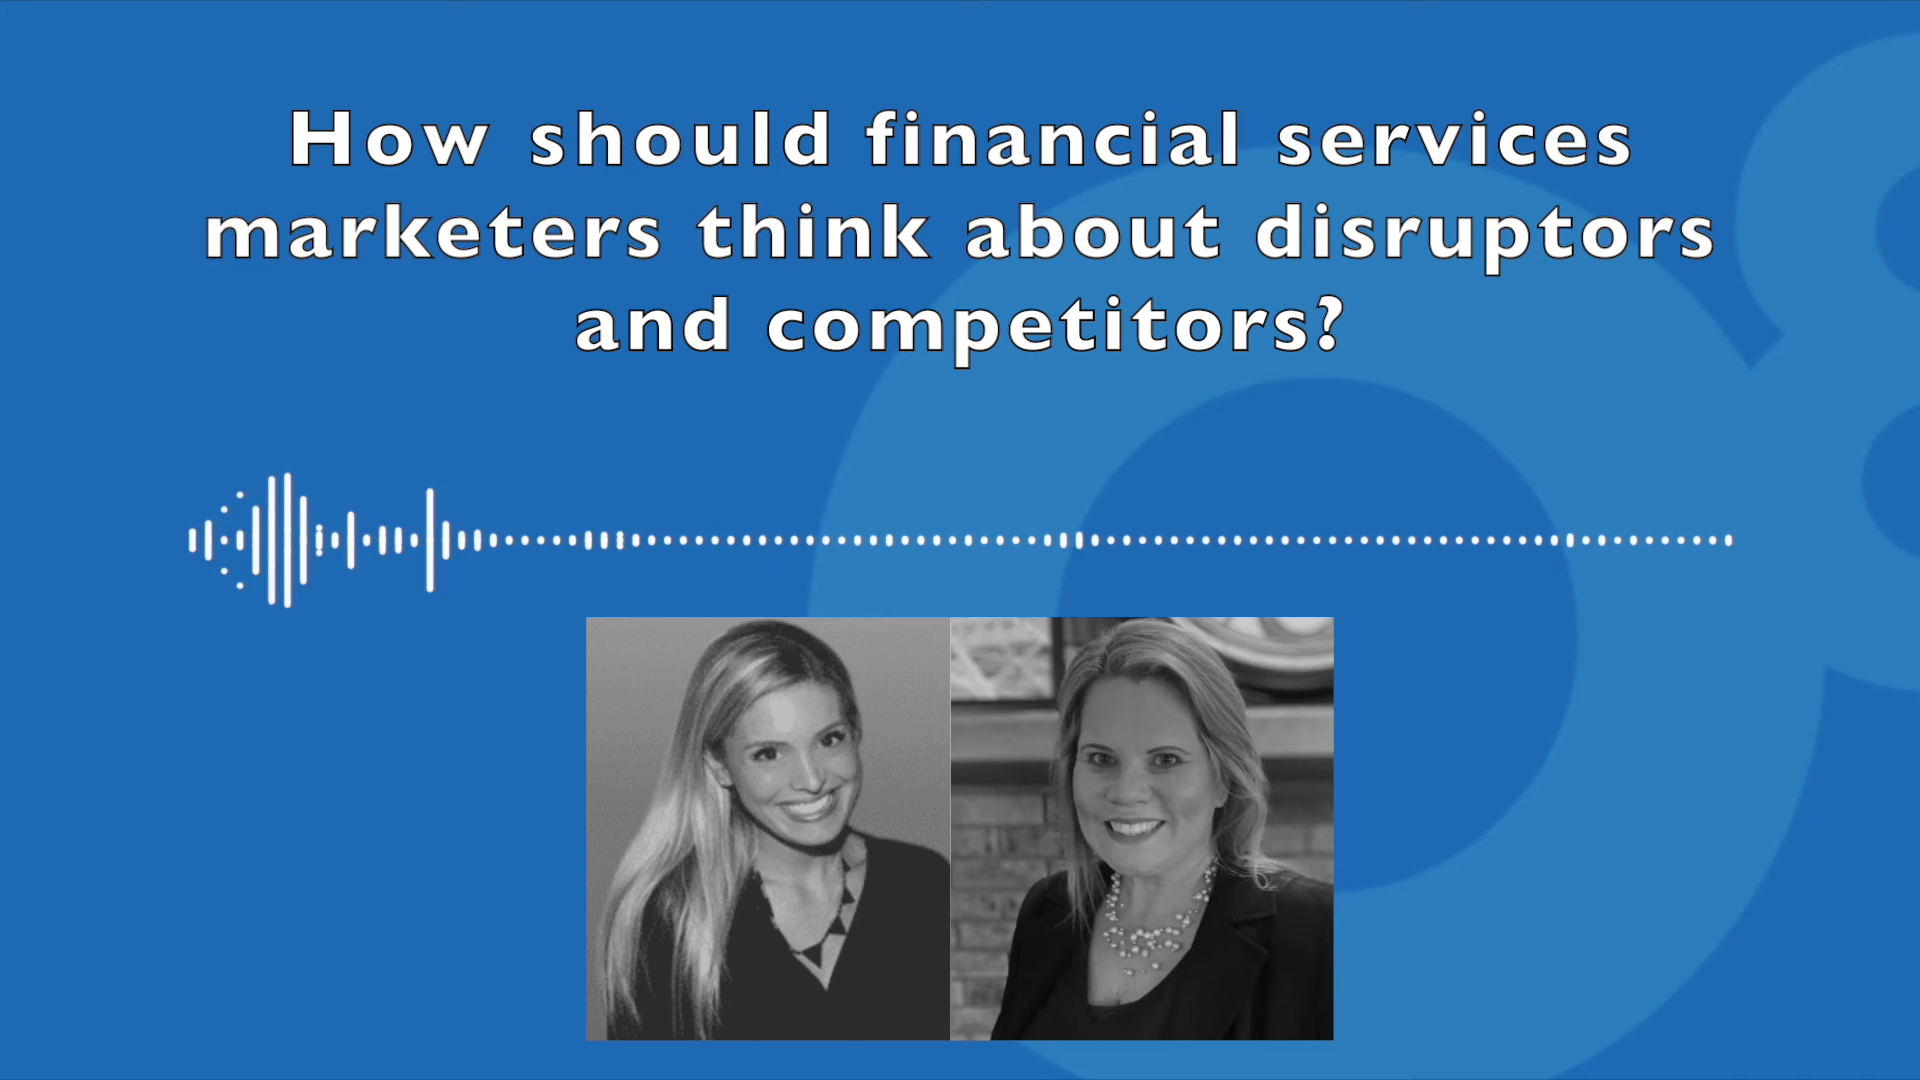 How should financial services
marketers think about disruptors
and competitors?